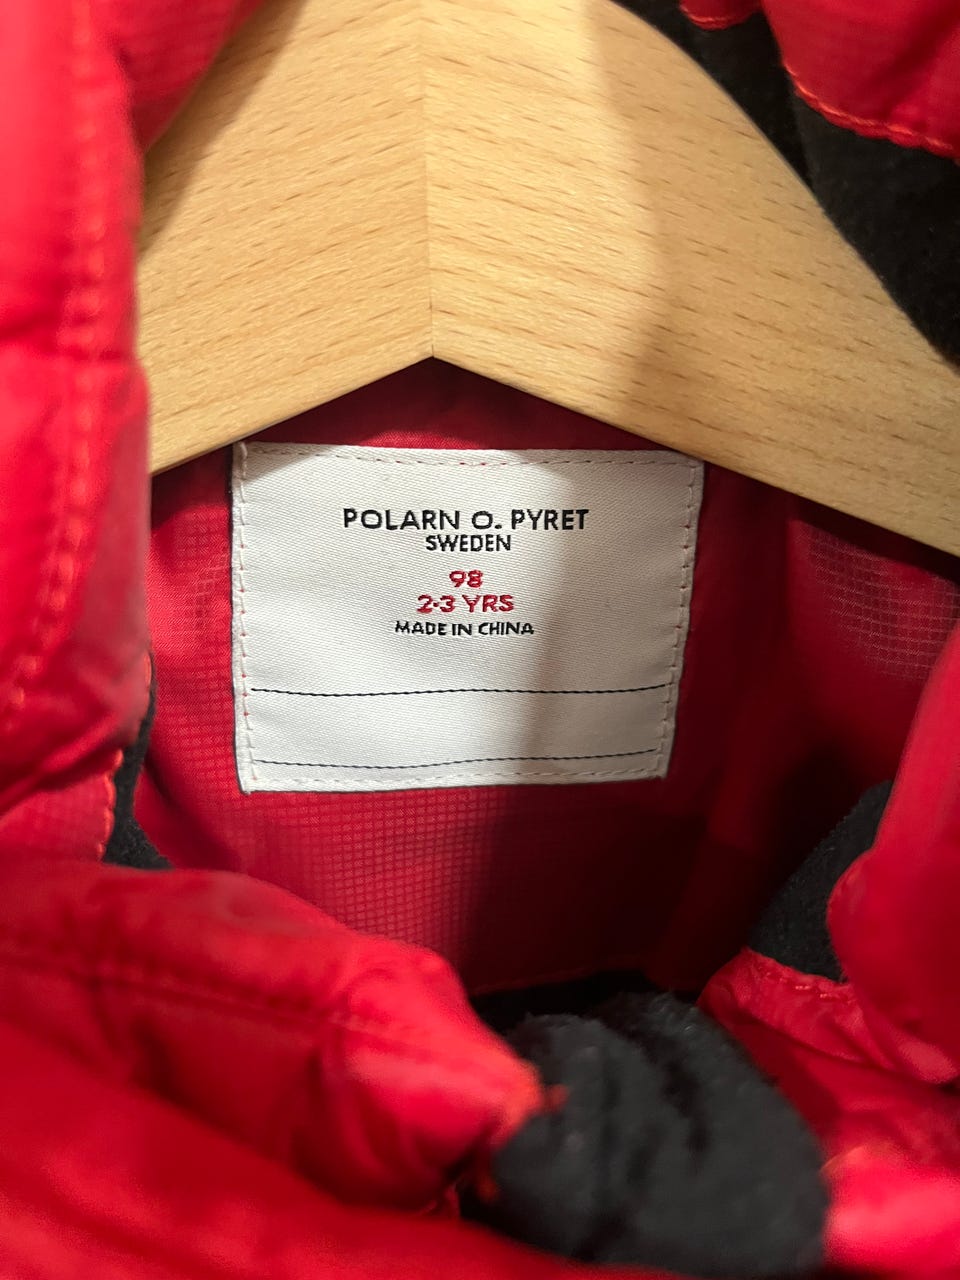 POLARN O. PYRET
SWEDEN
98
2-3 YRS
MADE IN CHINA